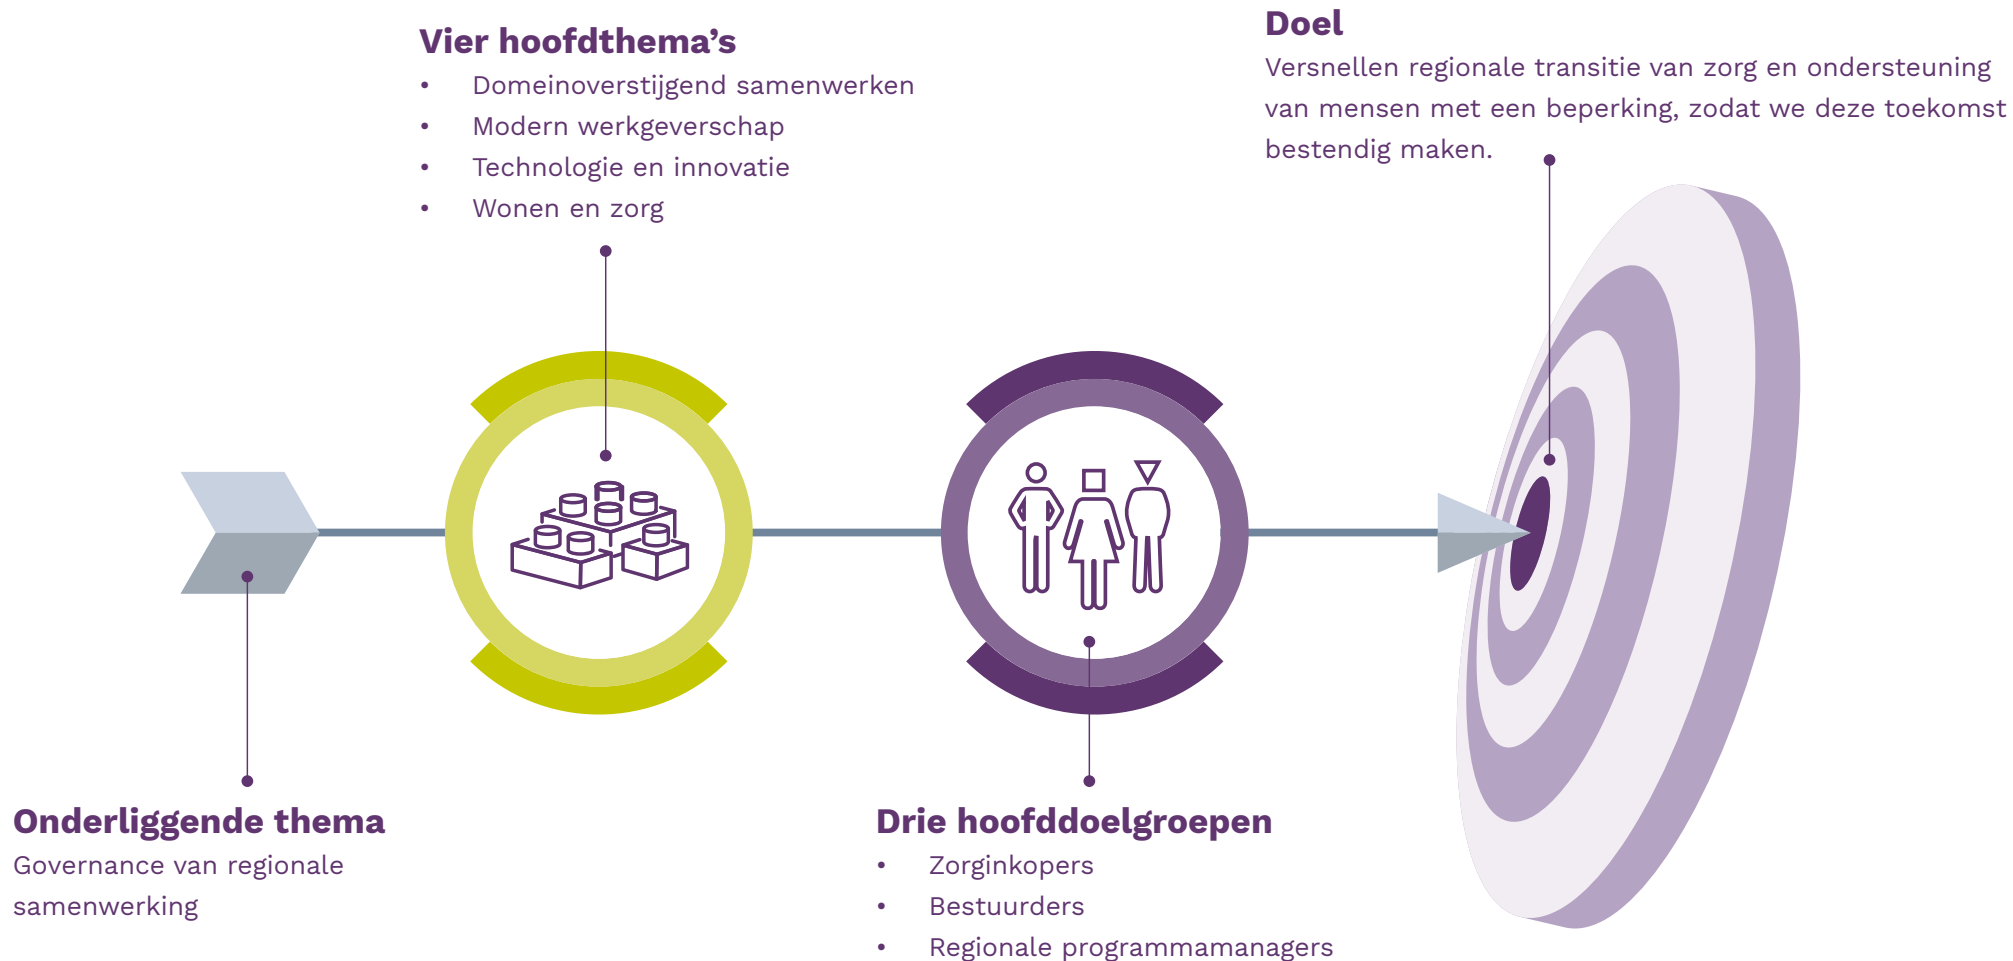 Vier hoofdthema’s
• Domeinoverstijgend samenwerken
• Modern werkgeverschap
• Technologie en innovatie
• Wonen en zorg
Doel
Versnellen regionale transitie van zorg en ondersteuning
van mensen met een beperking, zodat we deze toekomst
bestendig maken.
Onderliggende thema
Governance van regionale
samenwerking
Drie hoofddoelgroepen
• Zorginkopers
• Bestuurders
• Regionale programmamanagers